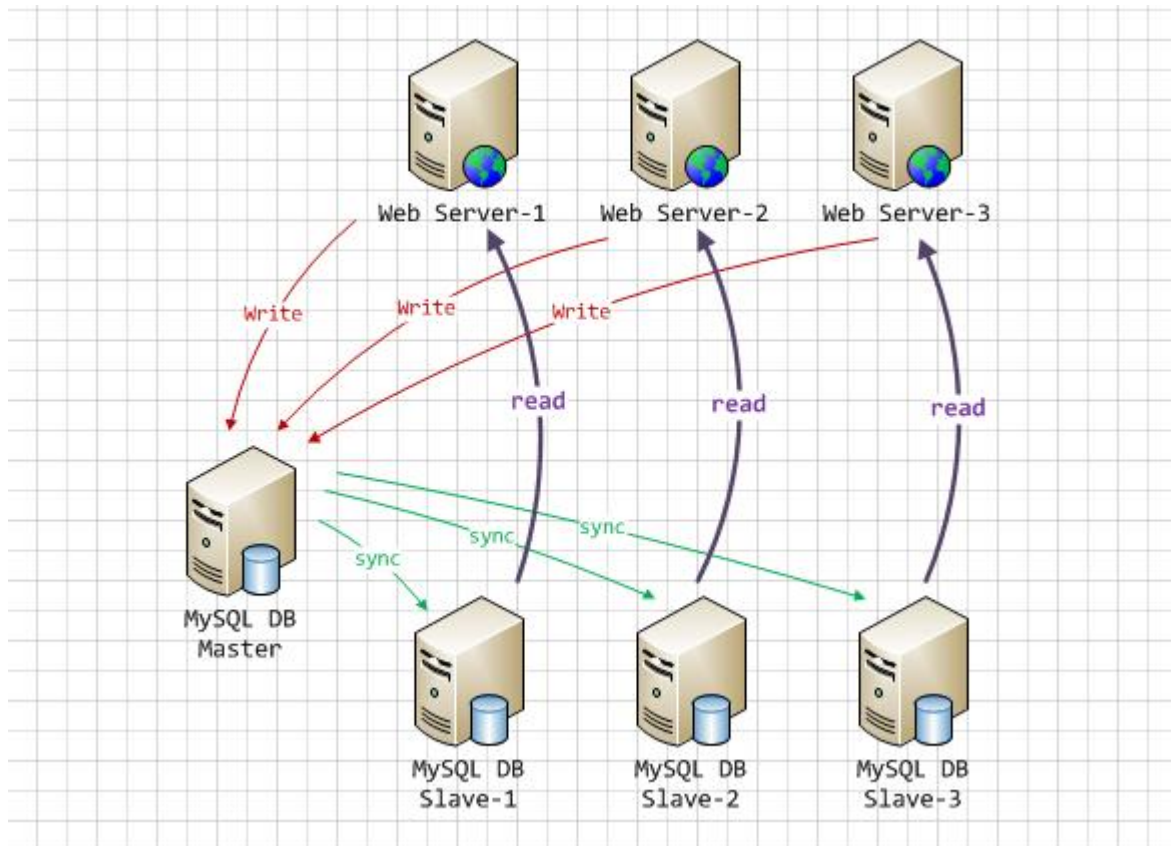 Web Server-1
Web Server-2
Web Server-3
Write
Write
Write
read
read
read
sync
sync
sync
MySQL DB
Master
MySQL DB
Slave-1
MySQL DB
Slave-2
MySQL DB
Slave-3